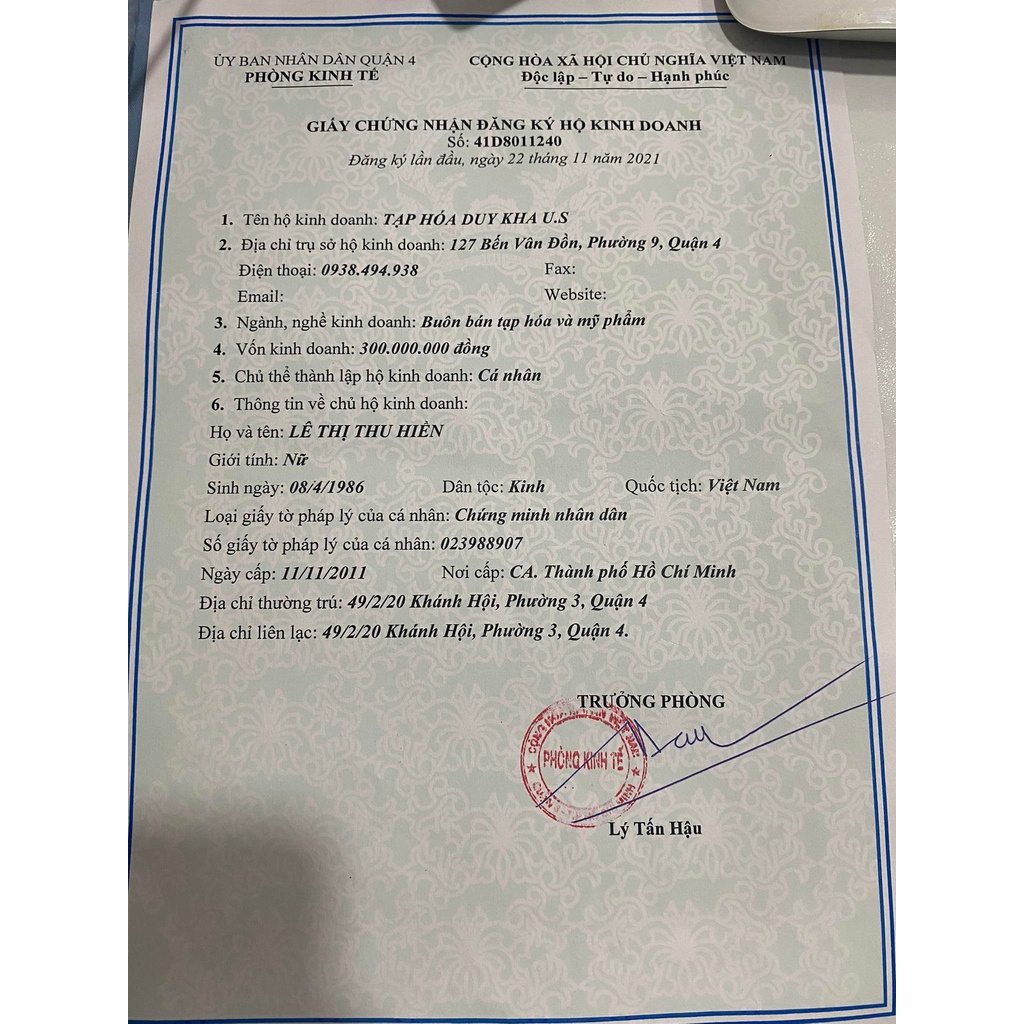 ỦY BAN NHÂN DÂN QUẬN 4
PHÒNG KINH TẾ
CỘNG HÒA XÃ HỘI CHỦ NGHĨA VIỆT NAM
Độc lập – Tự do – Hạnh phúc
GIẤY CHỨNG NHẬN ĐĂNG KÝ HỘ KINH DOANH
Số: 41D8011240
Đăng ký lần đầu, ngày 22 tháng 11 năm 2021
1. Tên hộ kinh doanh: TẠP HÓA DUY KHA U.S
2. Địa chỉ trụ sở hộ kinh doanh: 127 Bến Vân Đồn, Phường 9, Quận 4
Điện thoại: 0938.494.938 Fax:
Email: Website:
3. Ngành, nghề kinh doanh: Buôn bán tạp hóa và mỹ phẩm
4. Vốn kinh doanh: 300.000.000 đồng
5. Chủ thể thành lập hộ kinh doanh: Cá nhân
6. Thông tin về chủ hộ kinh doanh:
Họ và tên: LÊ THỊ THU HIỀN
Giới tính: Nữ
Sinh ngày: 08/4/1986 Dân tộc: Kinh Quốc tịch: Việt Nam
Loại giấy tờ pháp lý của cá nhân: Chứng minh nhân dân
Số giấy tờ pháp lý của cá nhân: 023988907
Ngày cấp: 11/11/2011 Nơi cấp: CA. Thành phố Hồ Chí Minh
Địa chỉ thường trú: 49/2/20 Khánh Hội, Phường 3, Quận 4
Địa chỉ liên lạc: 49/2/20 Khánh Hội, Phường 3, Quận 4.
TRƯỞNG PHÒNG
PHÒNG KINH TẾ
Lý Tấn Hậu